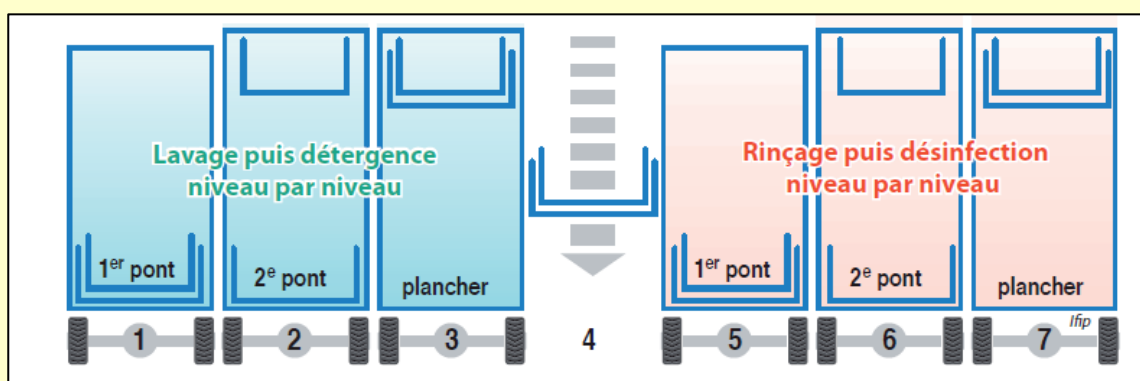 Lavage puis détergence
niveau par niveau
1er pont
2e pont
plancher
Rinçage puis désinfection
niveau par niveau
1er pont
2e pont
plancher
Ifip
1
2
3
4
5
6
7